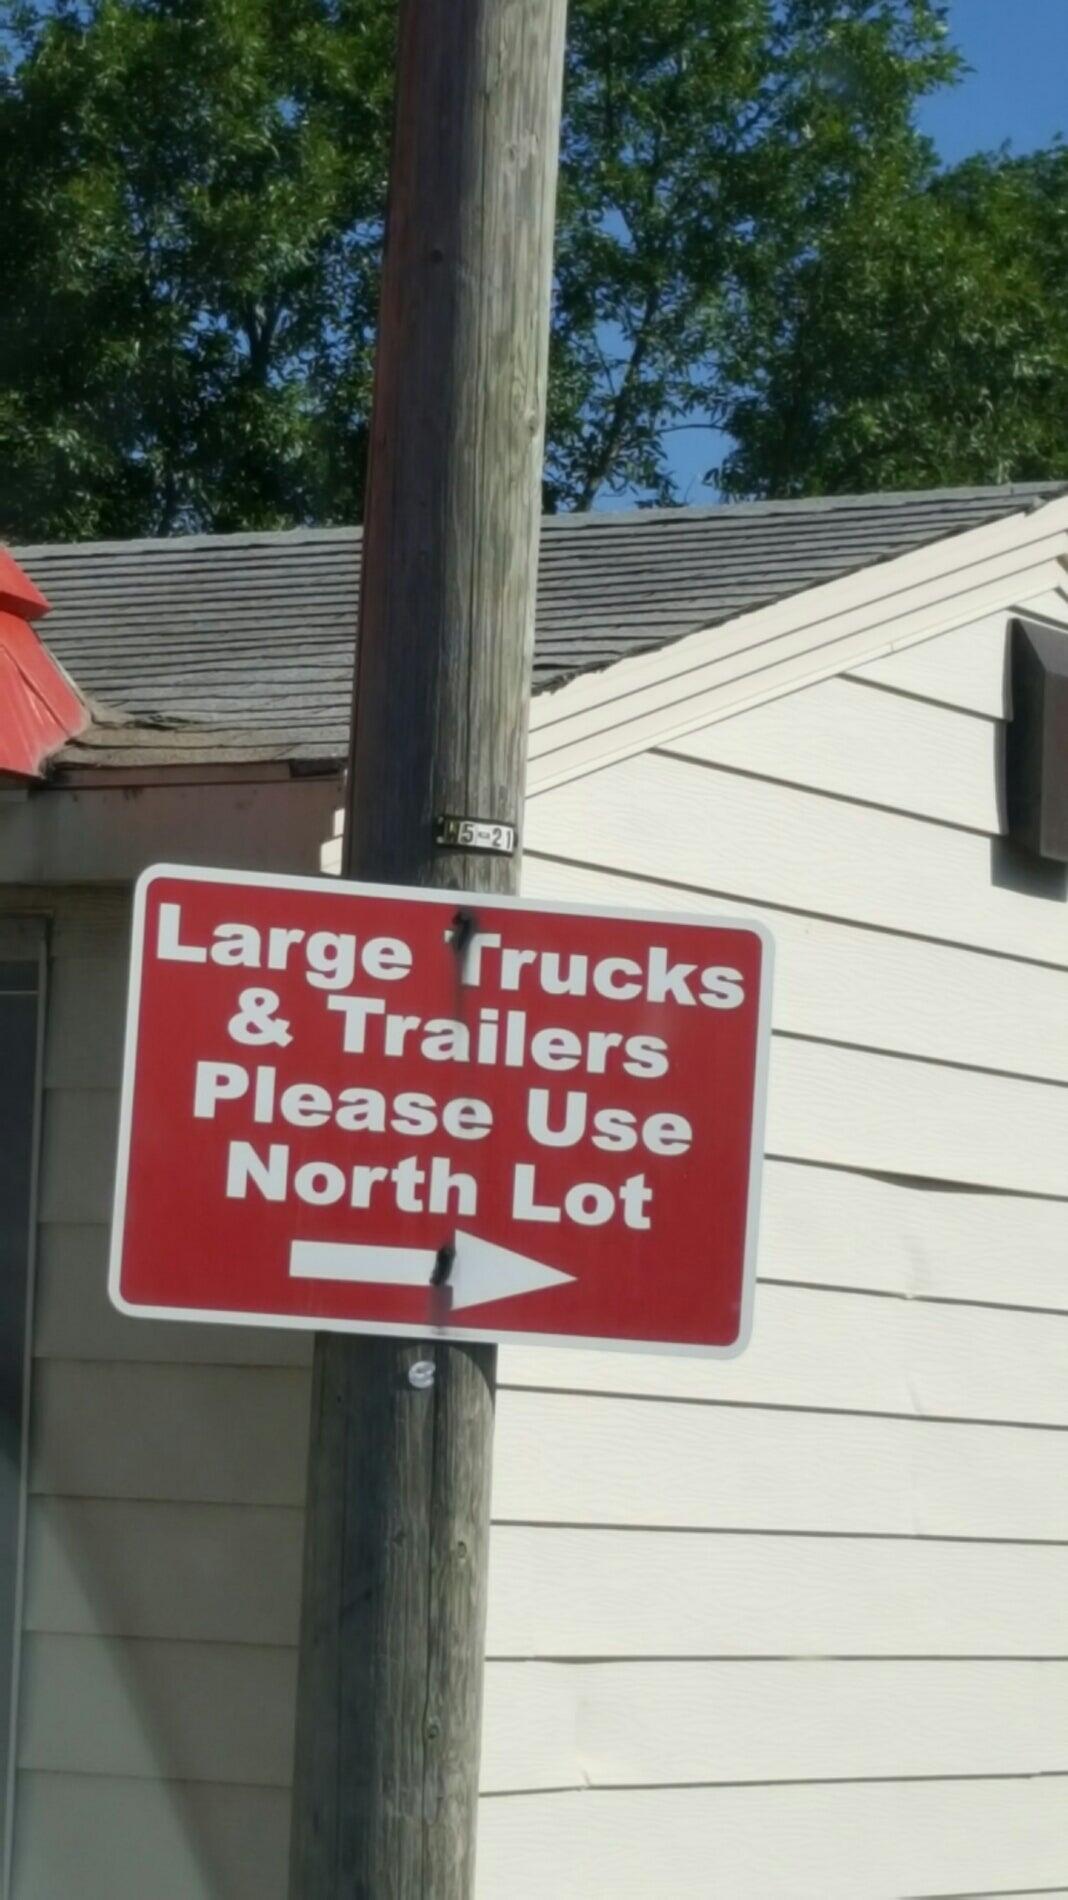 Large Trucks
& Trailers
Please Use
North Lot